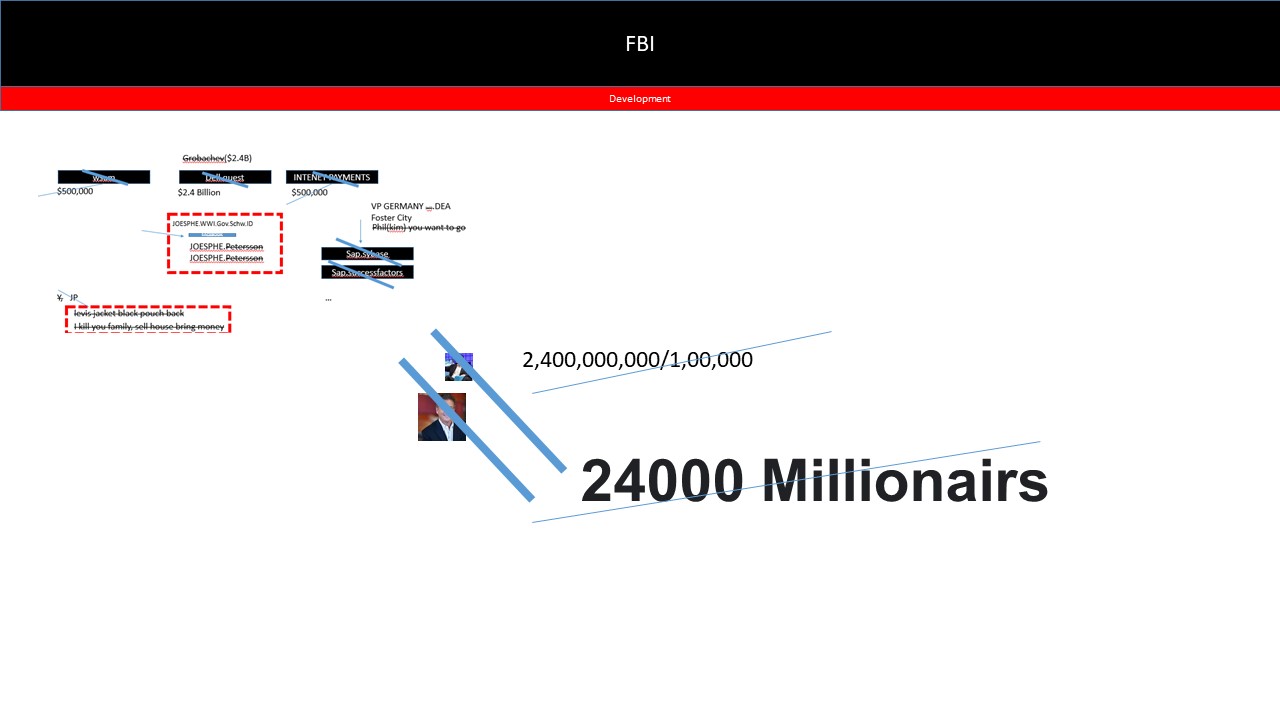 FBI
Development
Grobachev($2.4B)
Dell.quest
INTENET PAYMENTS
$500,000
$2.4 Billion
$500,000
VP GERMANY ….DEA
Foster City
Phil(kim) you want to go
JOESPHE.WWI.Gov.Schw.ID
JOESPHE.Petersson
JOESPHE.Petersson
Sap.sybase
Sap.successfactors
¥, JP
...
levis jacket black pouch back
I kill you family, sell house bring money
2,400,000,000/1,00,000
24000 Millionairs